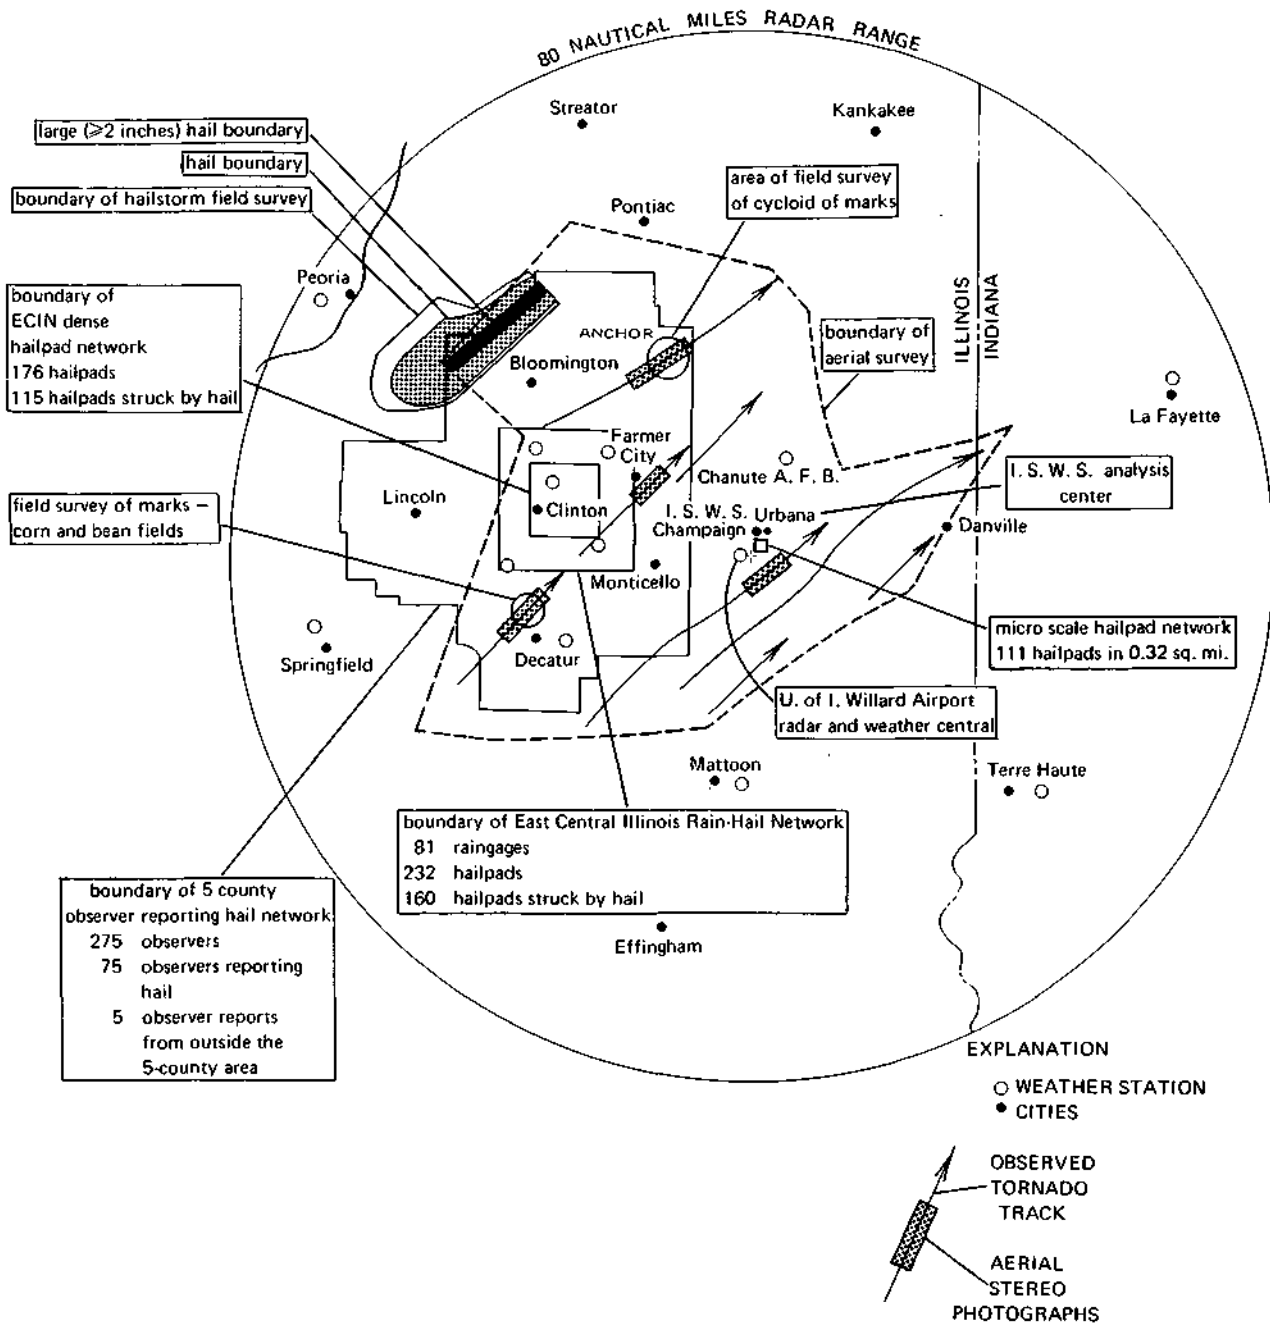 80 NAUTICAL MILES RADAR RANGE
Streator
Kankakee
large (≥2 inches) hail boundary
hail boundary
boundary of hailstorm field survey
area of field survey
of cycloid of marks
Pontiac
Peoria
boundary of
ECIN dense
hailpad network
176 hailpads
115 hailpads struck by hail
ANCHOR
Bloomington
ILLINOIS
INDIANA
boundary of
aerial survey
La Fayette
Farmer
City
Chanute A. F. B.
I. S. W. S. analysis
center
field survey of marks –
corn and bean fields
Lincoln
Clinton
I. S. W. S.
Champaign
Urbana
Danville
Monticello
Springfield
Decatur
micro scale hailpad network
111 hailpads in 0.32 sq. mi.
U. of I. Willard Airport
radar and weather central
Mattoon
Terre Haute
boundary of East Central Illinois Rain-Hail Network
81 raingages
232 hailpads
160 hailpads struck by hail
boundary of 5 county
observer reporting hail network
275 observers
75 observers reporting
hail
5 observer reports
from outside the
5-county area
Effingham
EXPLANATION
WEATHER STATION
CITIES
OBSERVED
TORNADO
TRACK
AERIAL
STEREO
PHOTOGRAPHS